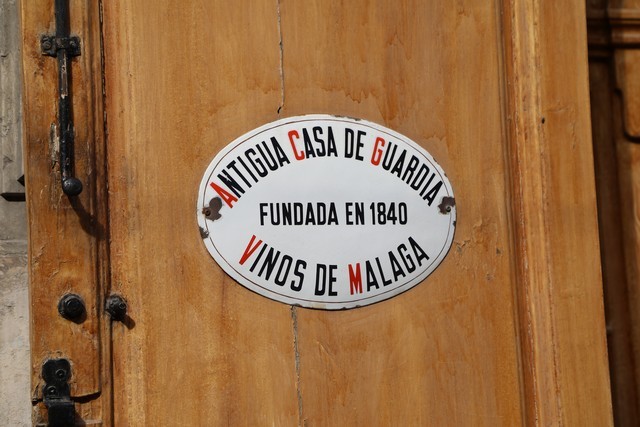 ANTIGUA CASA DE GUARDIA
FUNDADA EN 1840
VINOS DE MALAGA